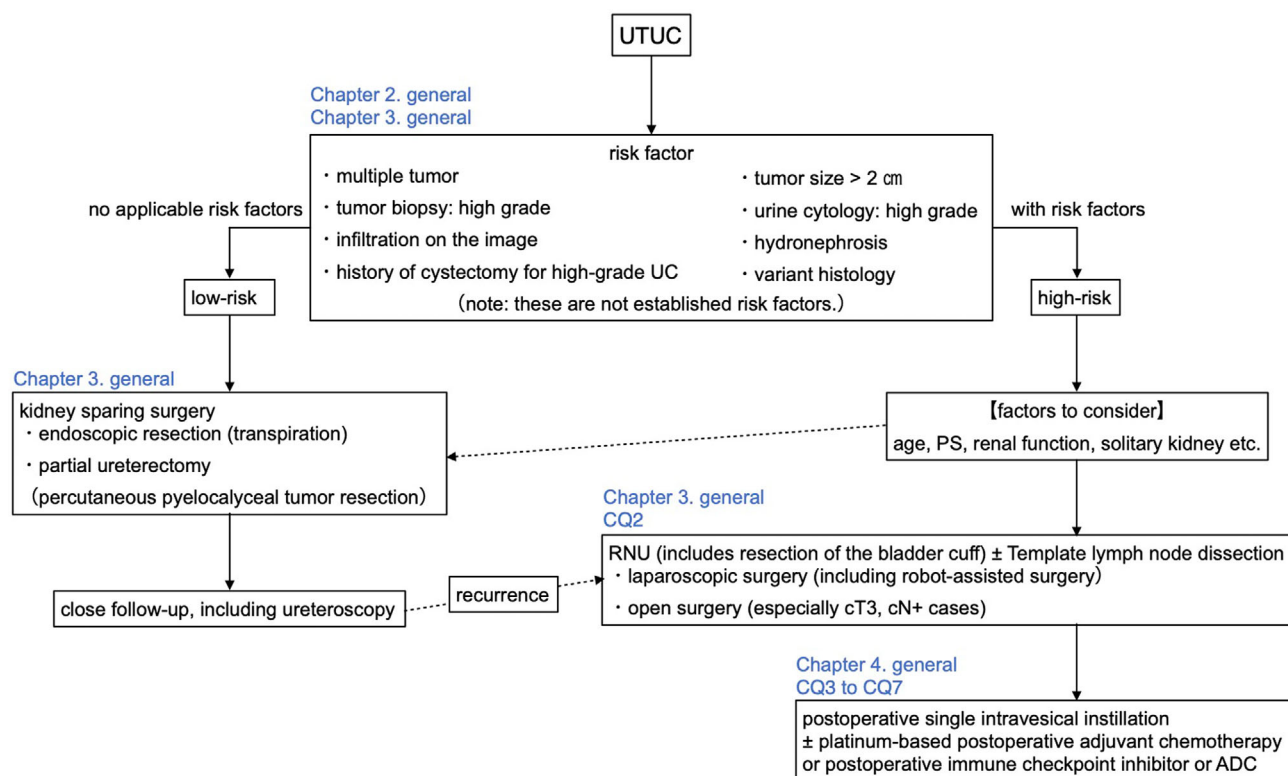 UTUC
Chapter 2. general
Chapter 3. general
risk factor
・multiple tumor
・tumor biopsy: high grade
・infiltration on the image
・history of cystectomy for high-grade UC
・tumor size > 2 ㎝
・urine cytology: high grade
・hydronephrosis
・variant histology
（note: these are not established risk factors.）
no applicable risk factors
with risk factors
low-risk
high-risk
Chapter 3. general
kidney sparing surgery
・endoscopic resection (transpiration)
・partial ureterectomy
（percutaneous pyelocalyceal tumor resection）
【factors to consider】
age, PS, renal function, solitary kidney etc.
Chapter 3. general
CQ2
RNU (includes resection of the bladder cuff) ± Template lymph node dissection
・laparoscopic surgery (including robot-assisted surgery）
・open surgery (especially cT3, cN+ cases)
close follow-up, including ureteroscopy
recurrence
Chapter 4. general
CQ3 to CQ7
postoperative single intravesical instillation
± platinum-based postoperative adjuvant chemotherapy
or postoperative immune checkpoint inhibitor or ADC